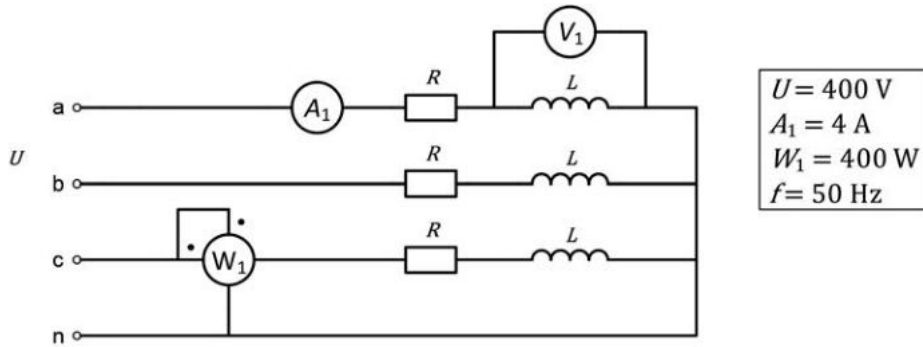 V₁
R
L
a
A₁
U
R
L
b
R
L
c
W₁
n
U = 400 V
A₁ = 4 A
W₁ = 400 W
f = 50 Hz